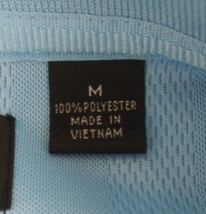 M
100% POLYESTER
MADE IN
VIETNAM